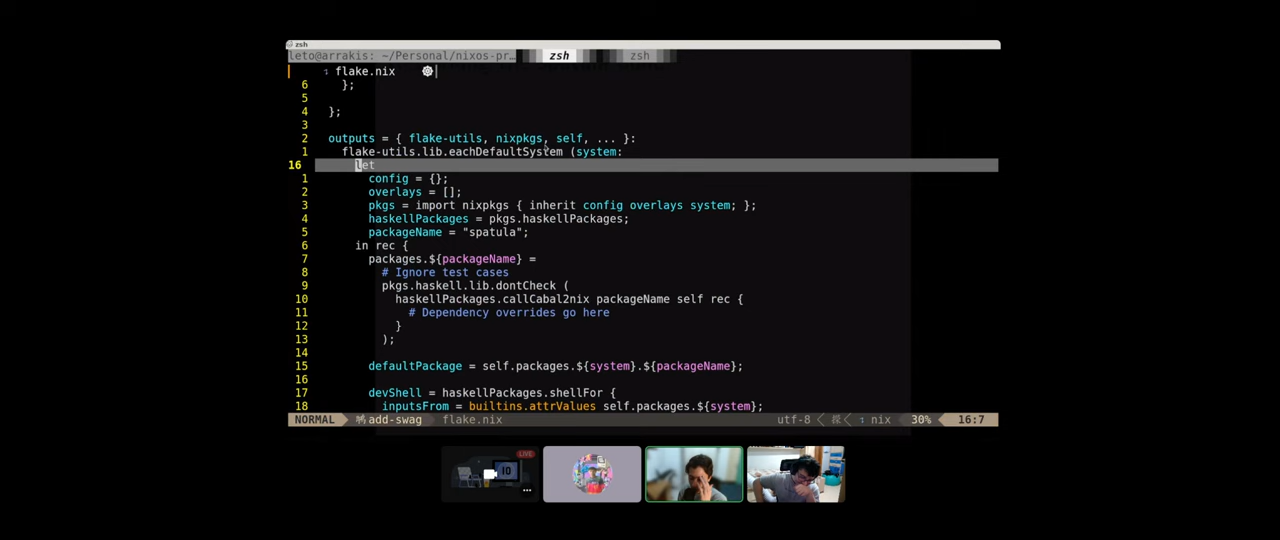 zsh
leto@arrakis: ~/Personal/nixos-pr… zsh zsh
flake.nix
6 };
5
4 };
3
2 outputs = { flake-utils, nixpkgs, self, ... }:
1 flake-utils.lib.eachDefaultSystem (system:
16 let
1 config = {};
2 overlays = [];
3 pkgs = import nixpkgs { inherit config overlays system; };
4 haskellPackages = pkgs.haskellPackages;
5 packageName = "spatula";
6 in rec {
7 packages.${packageName} =
8 # Ignore test cases
9 pkgs.haskell.lib.dontCheck (
10 haskellPackages.callCabal2nix packageName self rec {
11 # Dependency overrides go here
12 }
13 );
14
15 defaultPackage = self.packages.${system}.${packageName};
16
17 devShell = haskellPackages.shellFor {
18 inputsFrom = builtins.attrValues self.packages.${system};
NORMAL add-swag flake.nix utf-8 nix 30% 16:7
LIVE
10